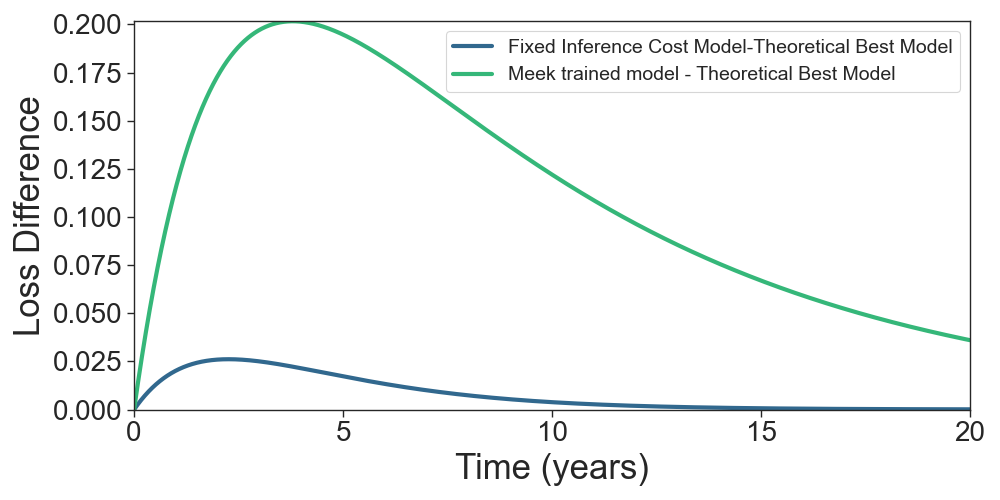 Loss Difference
0.200
0.175
0.150
0.125
0.100
0.075
0.050
0.025
0.000
Fixed Inference Cost Model-Theoretical Best Model
Meek trained model - Theoretical Best Model
0 5 10 15 20
Time (years)